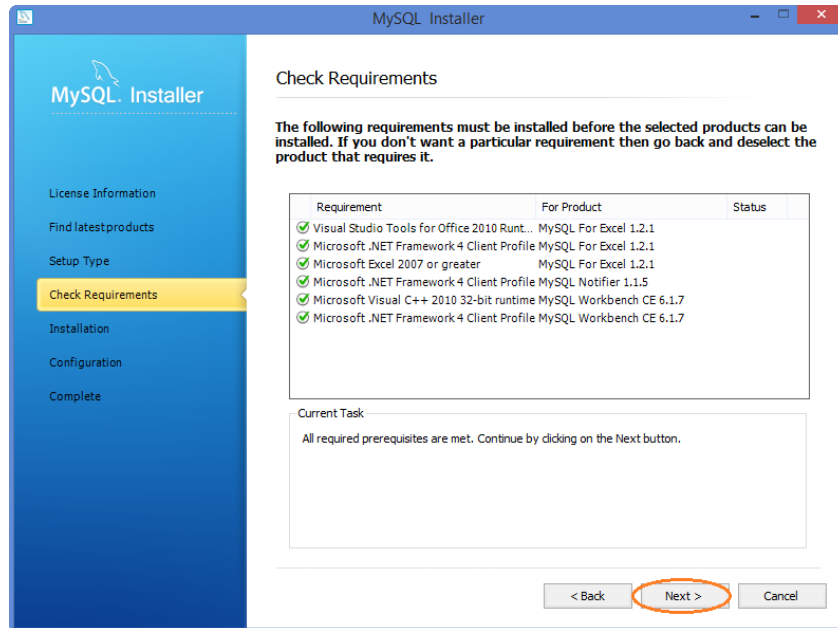 MySQL Installer
MySQL. Installer
License Information
Find latest products
Setup Type
Check Requirements
Installation
Configuration
Complete
Check Requirements
The following requirements must be installed before the selected products can be
installed. If you don't want a particular requirement then go back and deselect the
product that requires it.
Requirement For Product Status
Visual Studio Tools for Office 2010 Runt... MySQL For Excel 1.2.1
Microsoft .NET Framework 4 Client Profile MySQL For Excel 1.2.1
Microsoft Excel 2007 or greater MySQL For Excel 1.2.1
Microsoft .NET Framework 4 Client Profile MySQL Notifier 1.1.5
Microsoft Visual C++ 2010 32-bit runtime MySQL Workbench CE 6.1.7
Microsoft .NET Framework 4 Client Profile MySQL Workbench CE 6.1.7
Current Task
All required prerequisites are met. Continue by clicking on the Next button.
< Back Next > Cancel